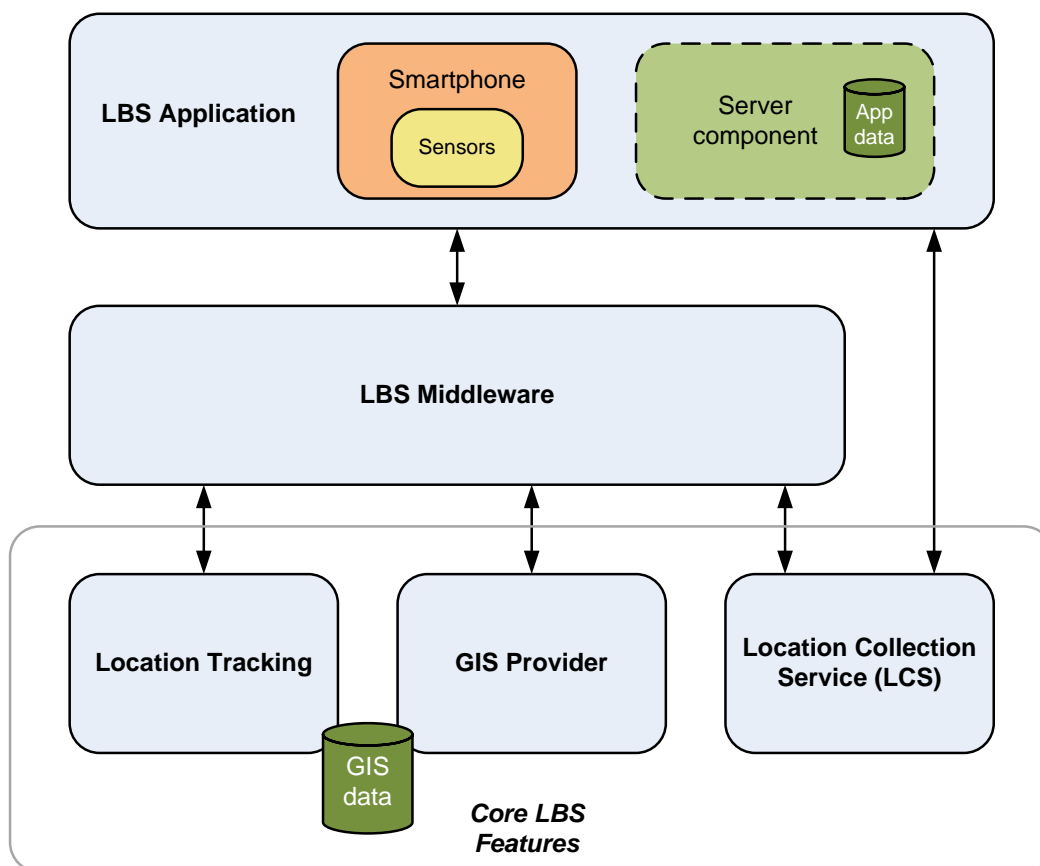 LBS Application
Smartphone
Sensors
Server
component
App
data
LBS Middleware
Location Tracking
GIS Provider
Location Collection
Service (LCS)
GIS
data
Core LBS
Features